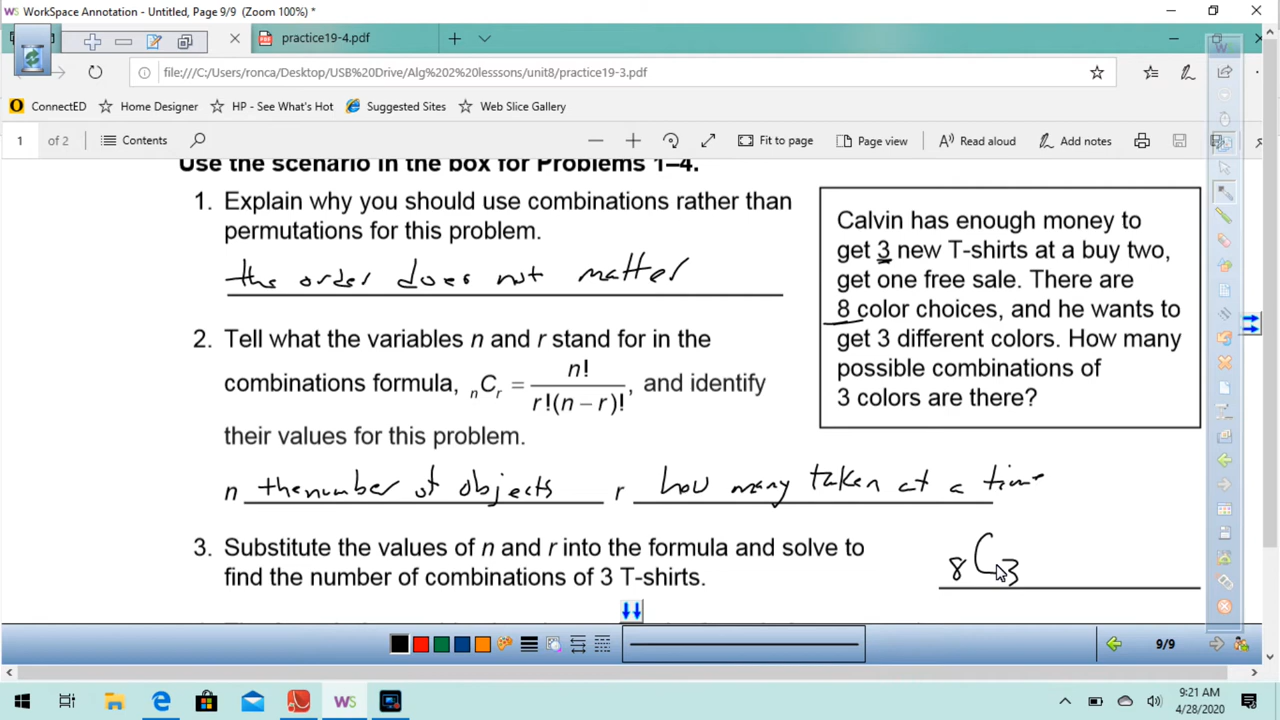 WorkSpace Annotation - Untitled, Page 9/9 (Zoom 100%) *
practice19-4.pdf
file:///C:/Users/ronca/Desktop/USB%20Drive/Alg%202%20lesssons/unit8/practice19-3.pdf
ConnectED Home Designer HP - See What's Hot Suggested Sites Web Slice Gallery
1 of 2 Contents Fit to page Page view Read aloud Add notes
Use the scenario in the box for Problems 1–4.
1. Explain why you should use combinations rather than
permutations for this problem.
the order does not matter
Calvin has enough money to
get 3 new T-shirts at a buy two,
get one free sale. There are
8 color choices, and he wants to
get 3 different colors. How many
possible combinations of
3 colors are there?
2. Tell what the variables n and r stand for in the
combinations formula, nCr = n! / r!(n – r)!, and identify
their values for this problem.
n the number of objects r how many taken at a time
3. Substitute the values of n and r into the formula and solve to
find the number of combinations of 3 T-shirts.
8C3
9/9
9:21 AM
4/28/2020